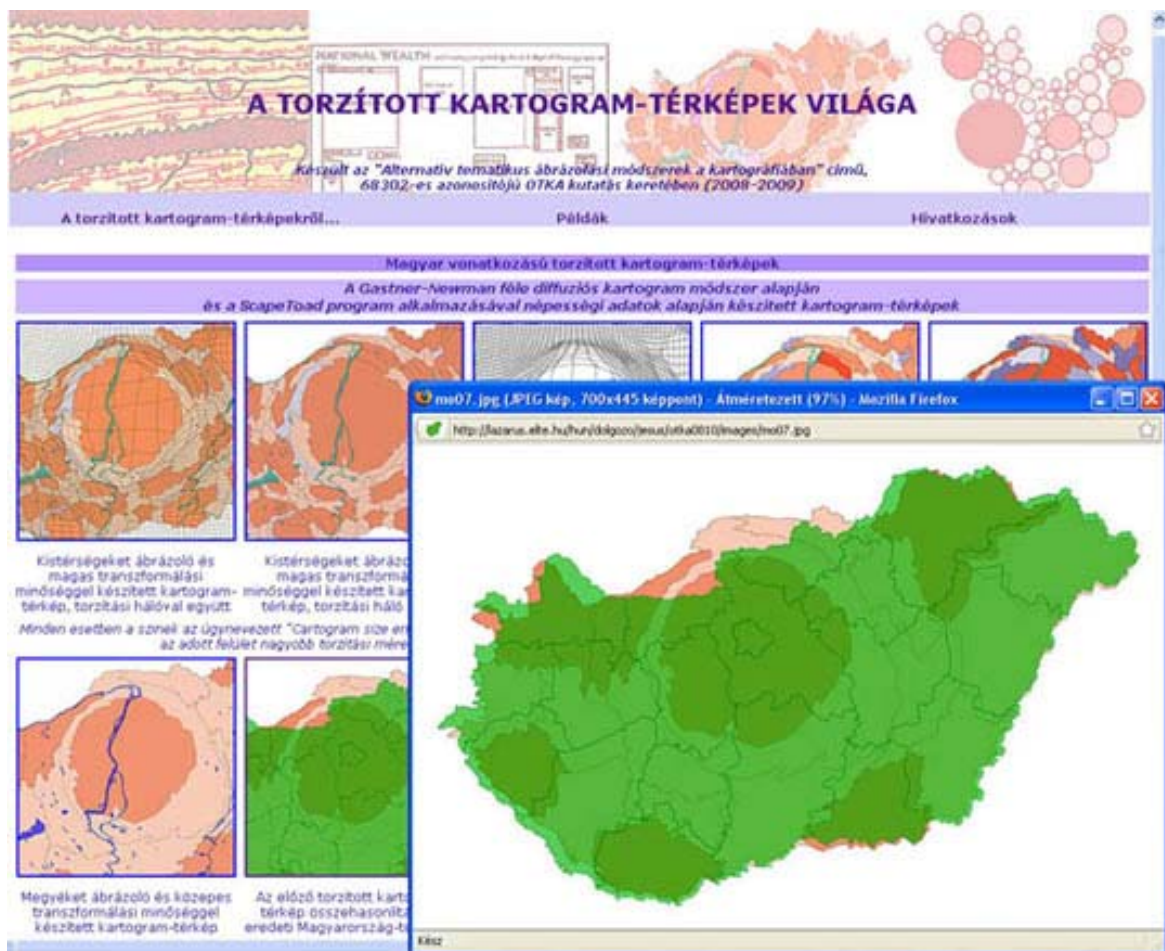 NATIONAL WEALTH
A TORZÍTOTT KARTOGRAM-TÉRKÉPEK VILÁGA
Készült az "Alternatív tematikus ábrázolási módszerek a kartográfiában" című,
68302-es azonosítójú OTKA kutatás keretében (2008-2009)
A torzított kartogram-térképekről...
Példák
Hivatkozások
Magyar vonatkozású torzított kartogram-térképek
A Gastner-Newman féle diffuziós kartogram módszer alapján
és a ScapeToad program alkalmazásával népességi adatok alapján készített kartogram-térképek
mo07.jpg (JPEG kép, 700x445 képpont) - Átméretezett (97%) - Mozilla Firefox
http://lazarus.elte.hu/hun/dolgozo/jesus/otka0810/images/mo07.jpg
Kistérségeket ábrázoló és
magas transzformálási
minőséggel készített kartogram-
térkép, torzítási hálóval együtt
Kistérségeket ábrázo
magas transzformá
minőséggel készített kar
térkép, torzítási háló
Minden esetben a színek az úgynevezett "Cartogram size er
az adott felület nagyobb torzítási mére
Megyéket ábrázoló és közepes
transzformálási minőséggel
készített kartogram-térkép
Az előző torzított karto
térkép összehasonlítá
eredeti Magyarország-t
Kész